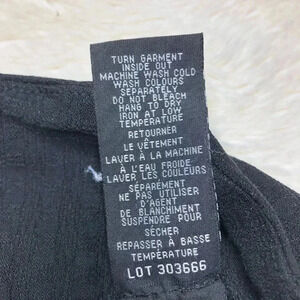 TURN GARMENT
INSIDE OUT
MACHINE WASH COLD
WASH COLOURS
SEPARATELY
DO NOT BLEACH
HANG TO DRY
IRON AT LOW
TEMPERATURE
RETOURNER
LE VÊTEMENT
LAVER À LA MACHINE
À L'EAU FROIDE
LAVER LES COULEURS
SÉPARÉMENT
NE PAS UTILISER
D'AGENT
DE BLANCHIMENT
SUSPENDRE POUR
SÉCHER
REPASSER À BASSE
TEMPÉRATURE
LOT 303666